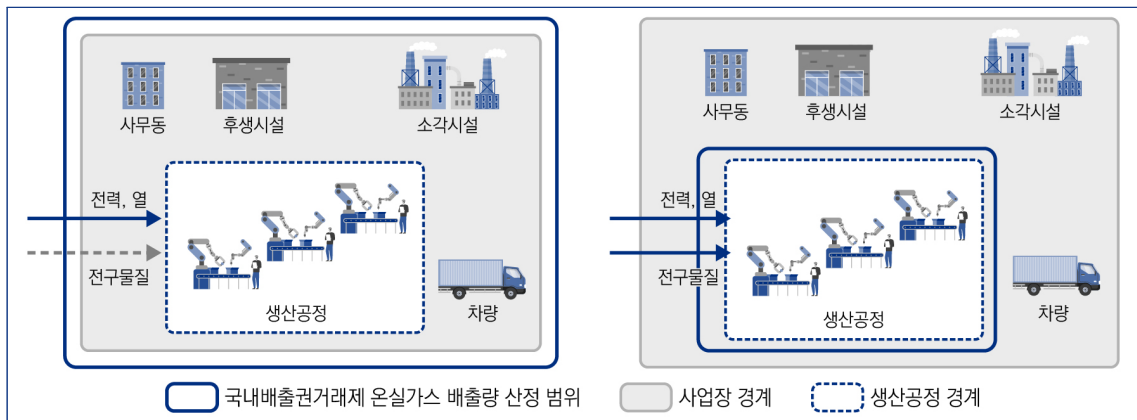 사무동
후생시설
소각시설
전력, 열
전구물질
생산공정
차량
사무동
후생시설
소각시설
전력, 열
전구물질
생산공정
차량
국내배출권거래제 온실가스 배출량 산정 범위
사업장 경계
생산공정 경계